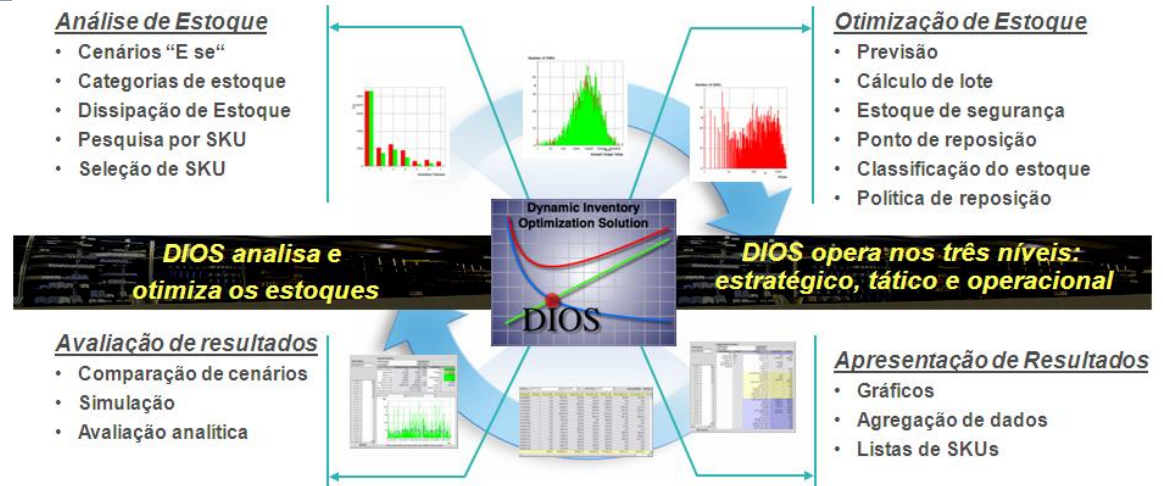 Análise de Estoque
• Cenários “E se“
• Categorias de estoque
• Dissipação de Estoque
• Pesquisa por SKU
• Seleção de SKU
Otimização de Estoque
• Previsão
• Cálculo de lote
• Estoque de segurança
• Ponto de reposição
• Classificação do estoque
• Política de reposição
Dynamic Inventory
Optimization Solution
DIOS
DIOS analisa e
otimiza os estoques
DIOS opera nos três níveis:
estratégico, tático e operacional
Avaliação de resultados
• Comparação de cenários
• Simulação
• Avaliação analítica
Apresentação de Resultados
• Gráficos
• Agregação de dados
• Listas de SKUs